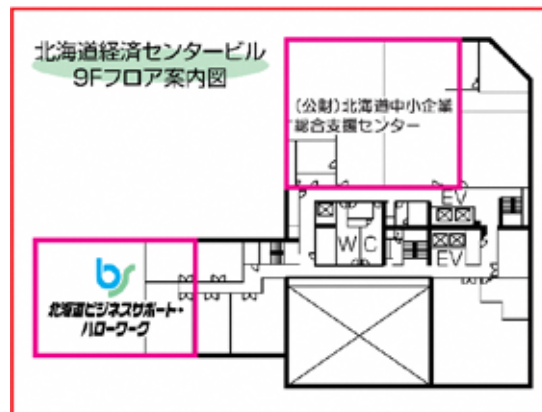 北海道経済センタービル
9Fフロア案内図
（公財）北海道中小企業
総合支援センター
EV
WC
EV
bs
北海道ビジネスサポート・
ハローワーク